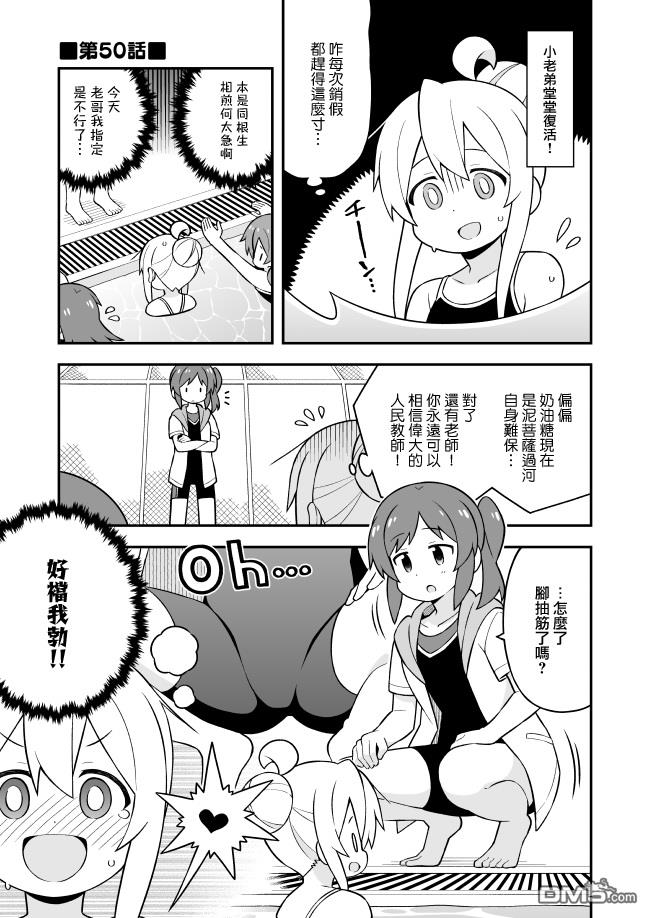 ■第50話■
小老弟堂堂復活！
咋每次銷假
都趕得這麼寸…
チーン
本是同根生
相煎何太急啊
今天
老哥我指定
是不行了…
偏偏
奶油糖現在
是泥菩薩過河
自身難保…
對了
還有老師！
你永遠可以
相信偉大的
人民教師！
…怎麼了
腳抽筋了嗎？
oh…
好襠我勃!!
DM5.com